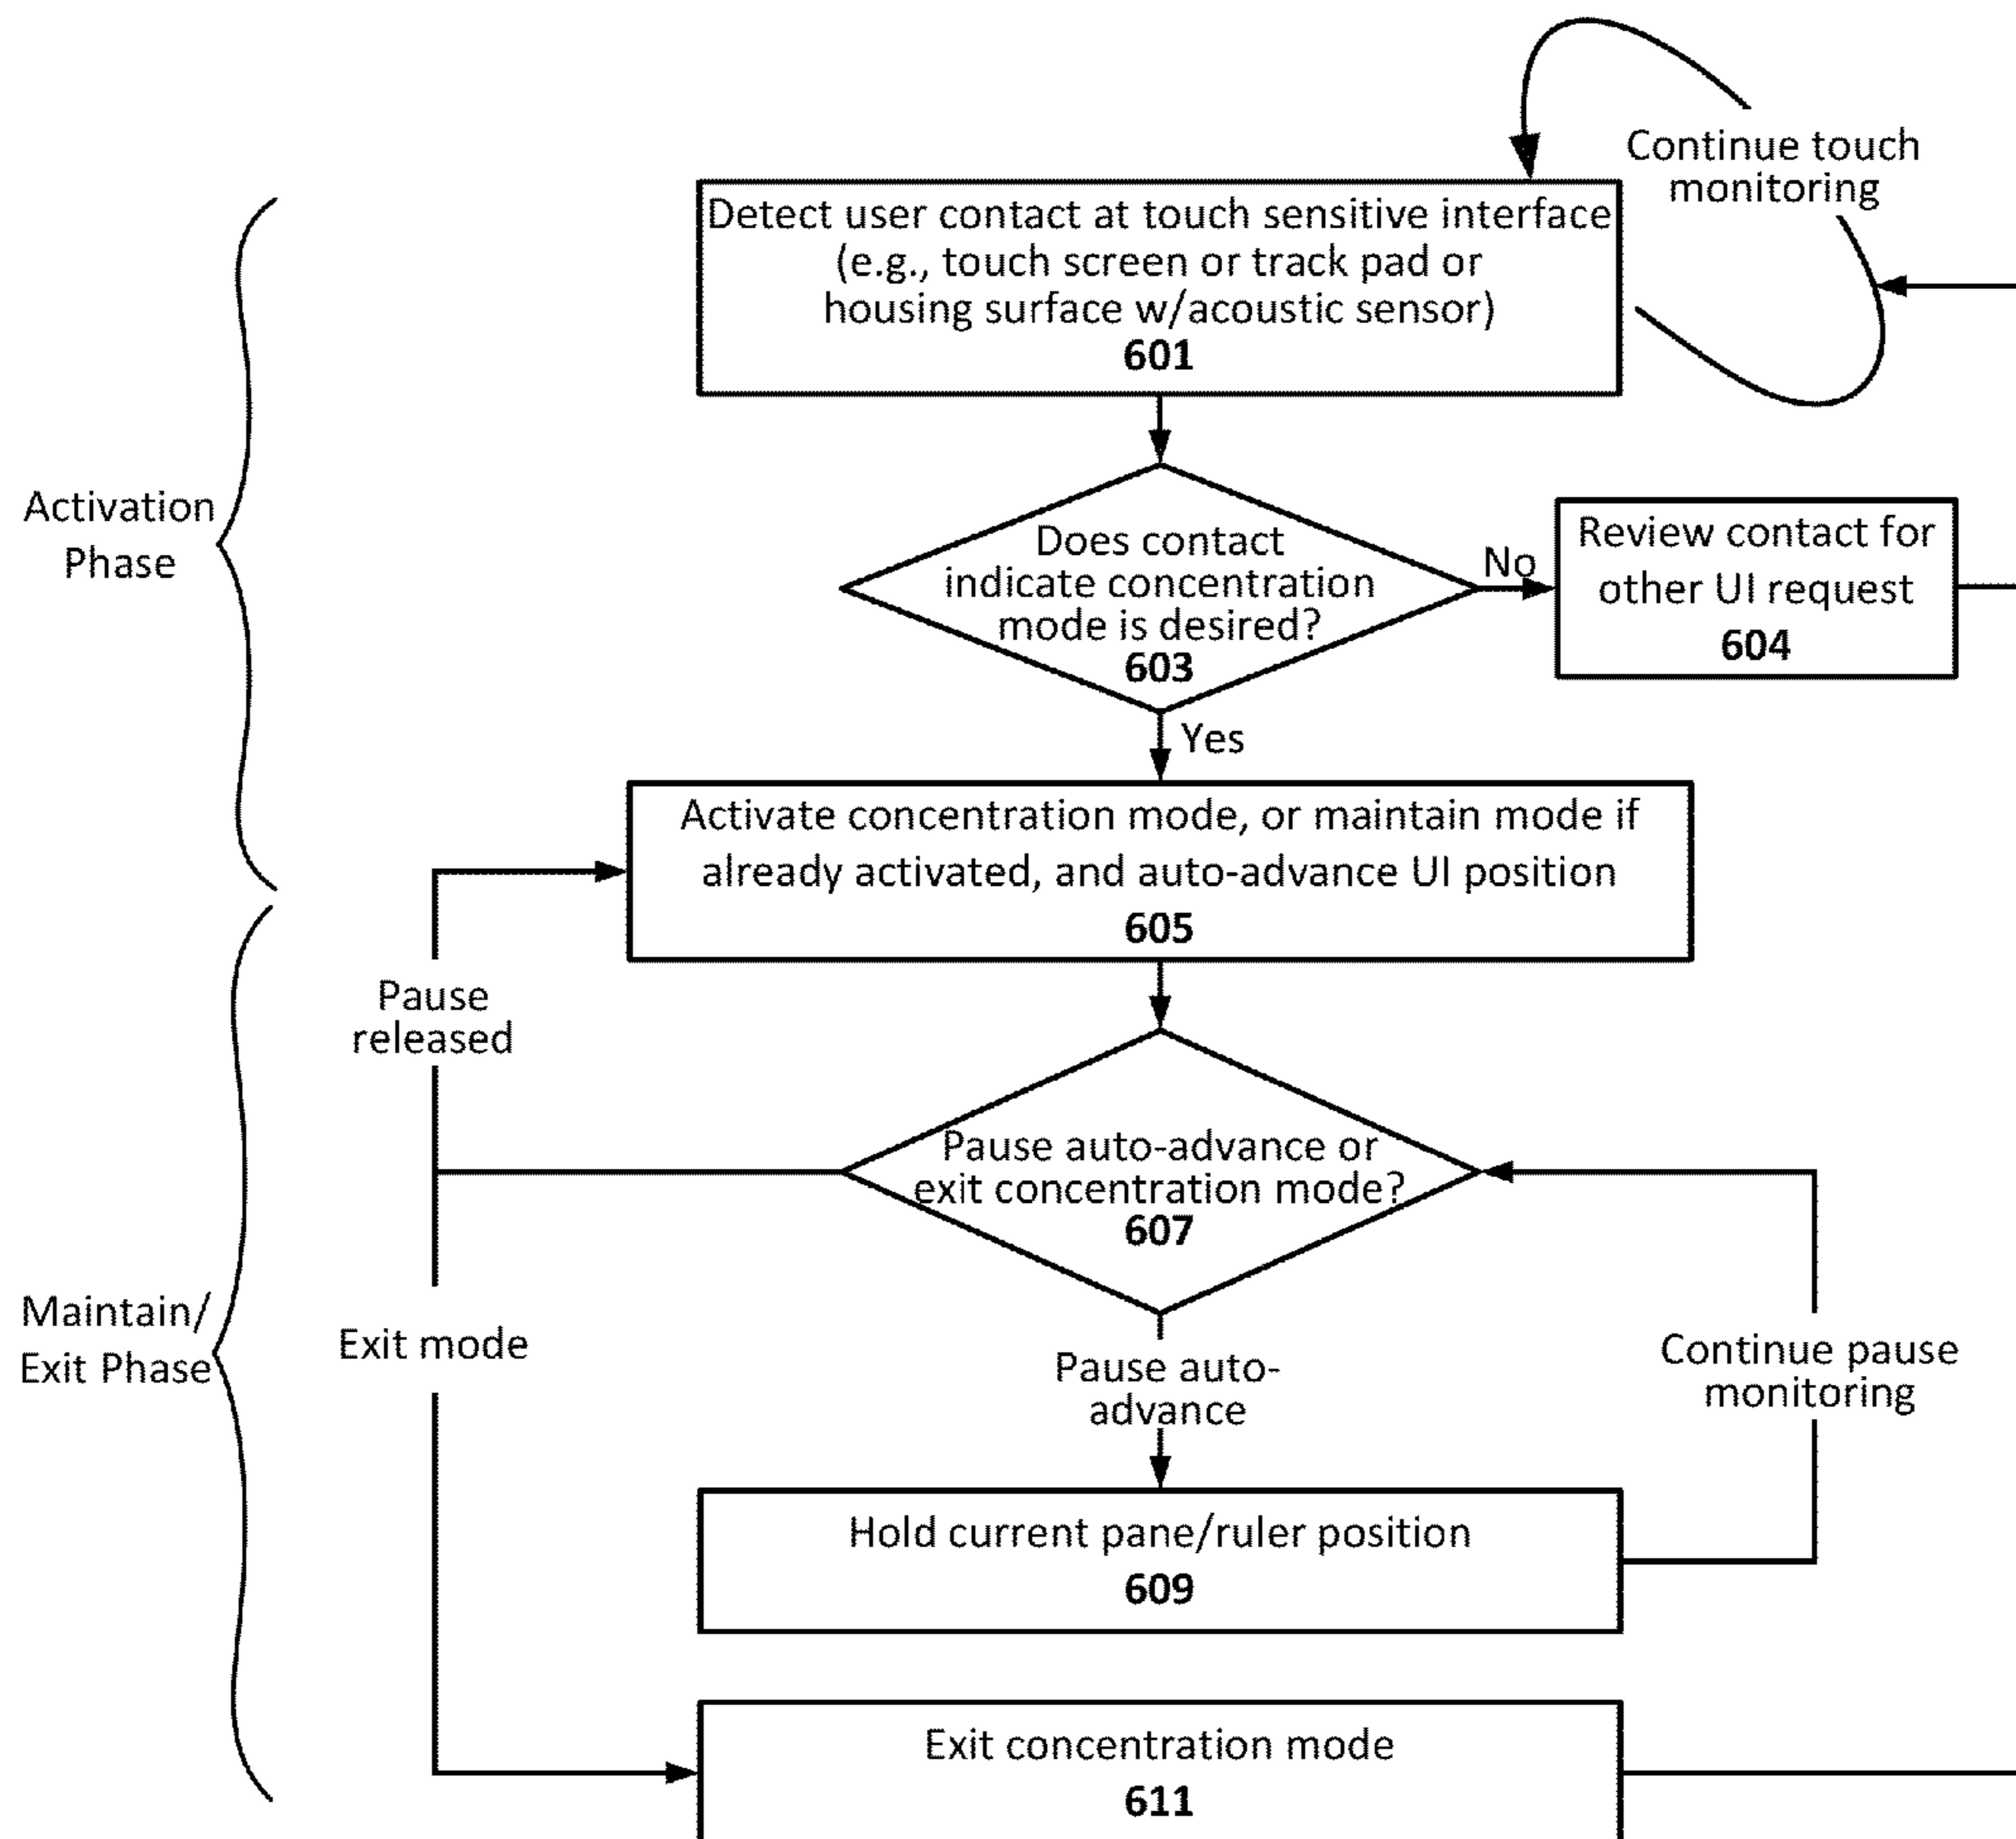 Continue touch
monitoring
Detect user contact at touch sensitive interface
(e.g., touch screen or track pad or
housing surface w/acoustic sensor)
601
Activation
Phase
Does contact
indicate concentration
mode is desired?
603
No
Review contact for
other UI request
604
Yes
Activate concentration mode, or maintain mode if
already activated, and auto-advance UI position
605
Pause
released
Pause auto-advance or
exit concentration mode?
607
Maintain/
Exit Phase
Exit mode
Pause auto-
advance
Continue pause
monitoring
Hold current pane/ruler position
609
Exit concentration mode
611